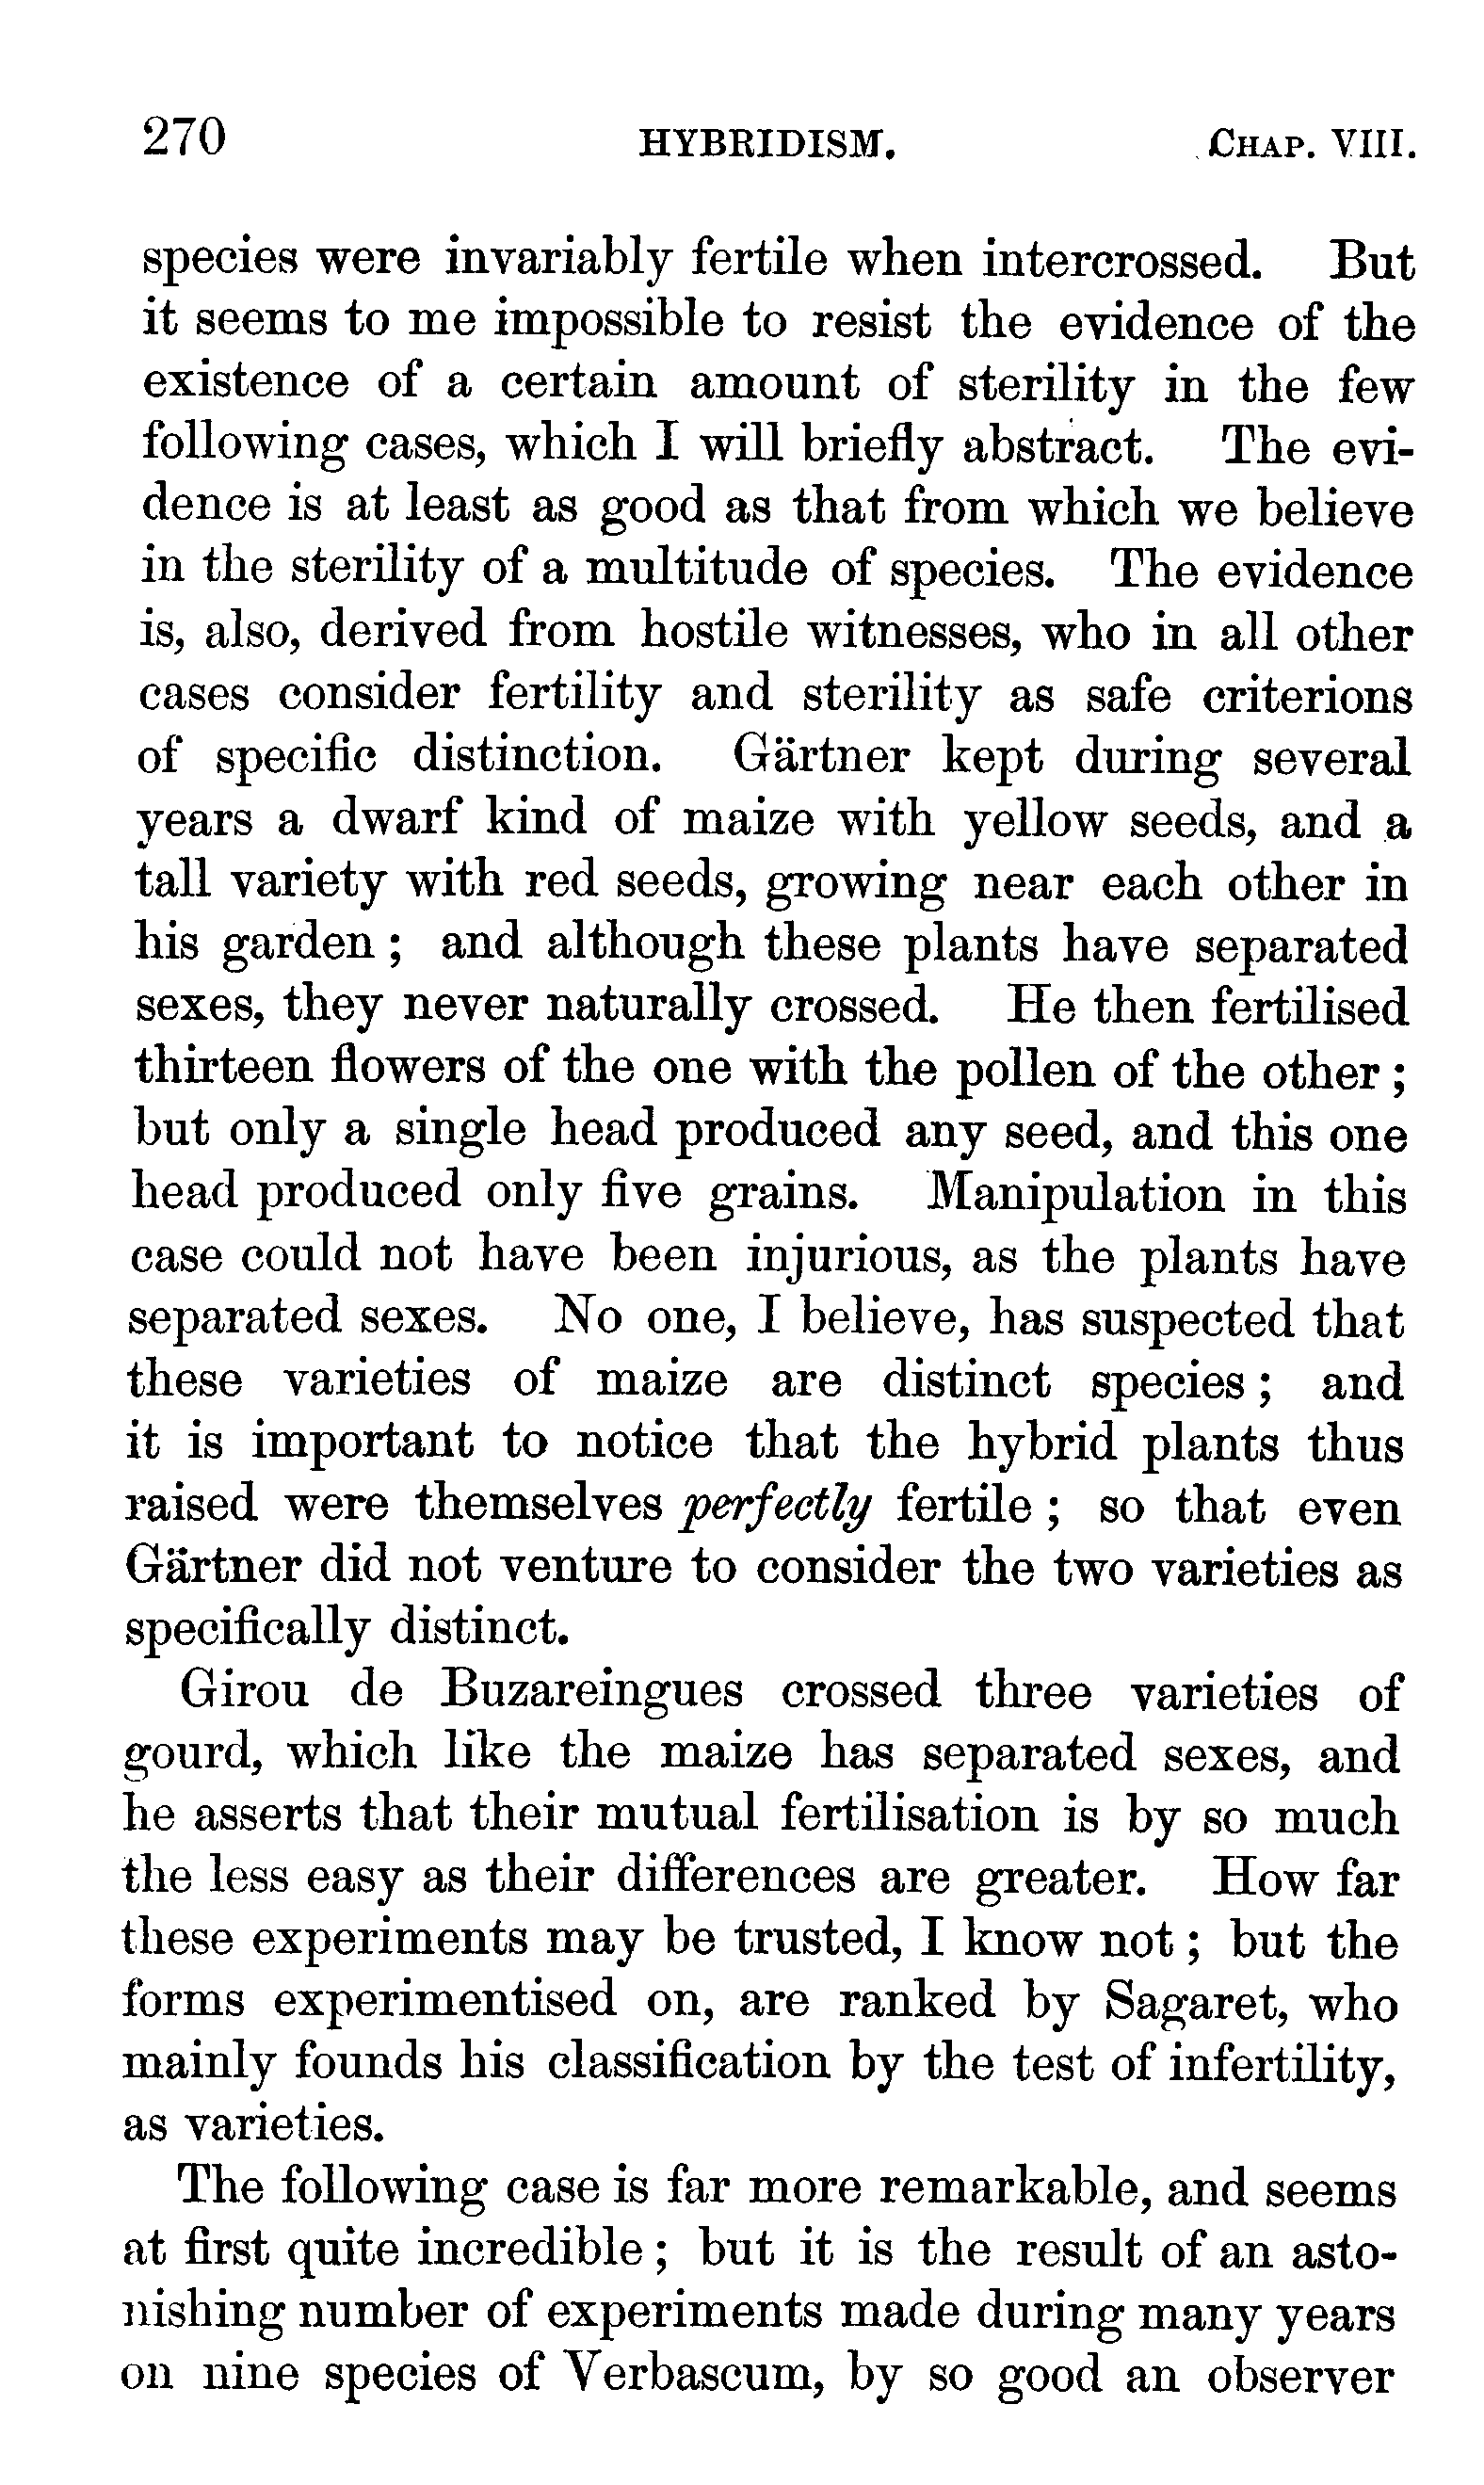 270 HYBRIDISM. CHAP. VIII.
species were invariably fertile when intercrossed. But
it seems to me impossible to resist the evidence of the
existence of a certain amount of sterility in the few
following cases, which I will briefly abstract. The evi-
dence is at least as good as that from which we believe
in the sterility of a multitude of species. The evidence
is, also, derived from hostile witnesses, who in all other
cases consider fertility and sterility as safe criterions
of specific distinction. Gärtner kept during several
years a dwarf kind of maize with yellow seeds, and a
tall variety with red seeds, growing near each other in
his garden; and although these plants have separated
sexes, they never naturally crossed. He then fertilised
thirteen flowers of the one with the pollen of the other;
but only a single head produced any seed, and this one
head produced only five grains. Manipulation in this
case could not have been injurious, as the plants have
separated sexes. No one, I believe, has suspected that
these varieties of maize are distinct species; and
it is important to notice that the hybrid plants thus
raised were themselves perfectly fertile; so that even
Gärtner did not venture to consider the two varieties as
specifically distinct.
Girou de Buzareingues crossed three varieties of
gourd, which like the maize has separated sexes, and
he asserts that their mutual fertilisation is by so much
the less easy as their differences are greater. How far
these experiments may be trusted, I know not; but the
forms experimentised on, are ranked by Sagaret, who
mainly founds his classification by the test of infertility,
as varieties.
The following case is far more remarkable, and seems
at first quite incredible; but it is the result of an asto-
nishing number of experiments made during many years
on nine species of Verbascum, by so good an observer